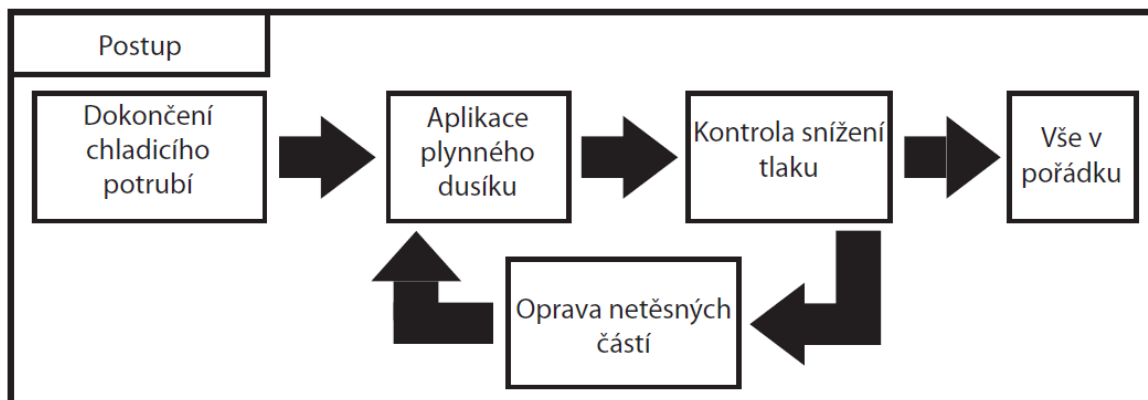 Postup
Dokončení
chladicího
potrubí
Aplikace
plynného
dusíku
Kontrola snížení
tlaku
Vše v
pořádku
Oprava netěsných
částí